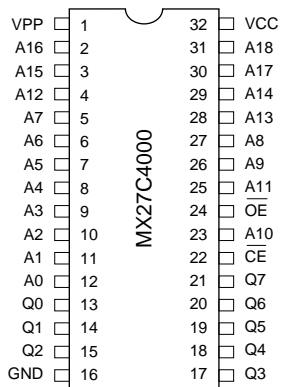 VPP 1 32 VCC
A16 2 31 A18
A15 3 30 A17
A12 4 29 A14
A7 5 28 A13
A6 6 27 A8
A5 7 26 A9
A4 8 25 A11
A3 9 24 O̅E̅
A2 10 23 A10
A1 11 22 C̅E̅
A0 12 21 Q7
Q0 13 20 Q6
Q1 14 19 Q5
Q2 15 18 Q4
GND 16 17 Q3
MX27C4000